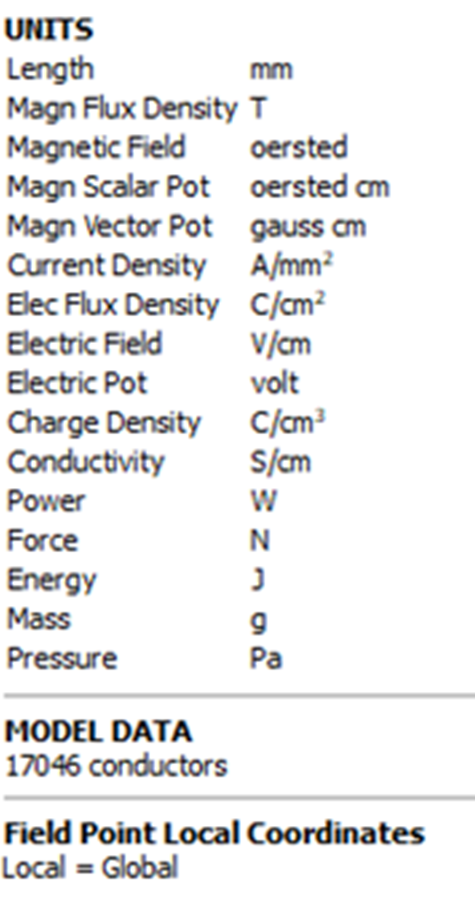 UNITS
Length mm
Magn Flux Density T
Magnetic Field oersted
Magn Scalar Pot oersted cm
Magn Vector Pot gauss cm
Current Density A/mm²
Elec Flux Density C/cm²
Electric Field V/cm
Electric Pot volt
Charge Density C/cm³
Conductivity S/cm
Power W
Force N
Energy J
Mass g
Pressure Pa
MODEL DATA
17046 conductors
Field Point Local Coordinates
Local = Global